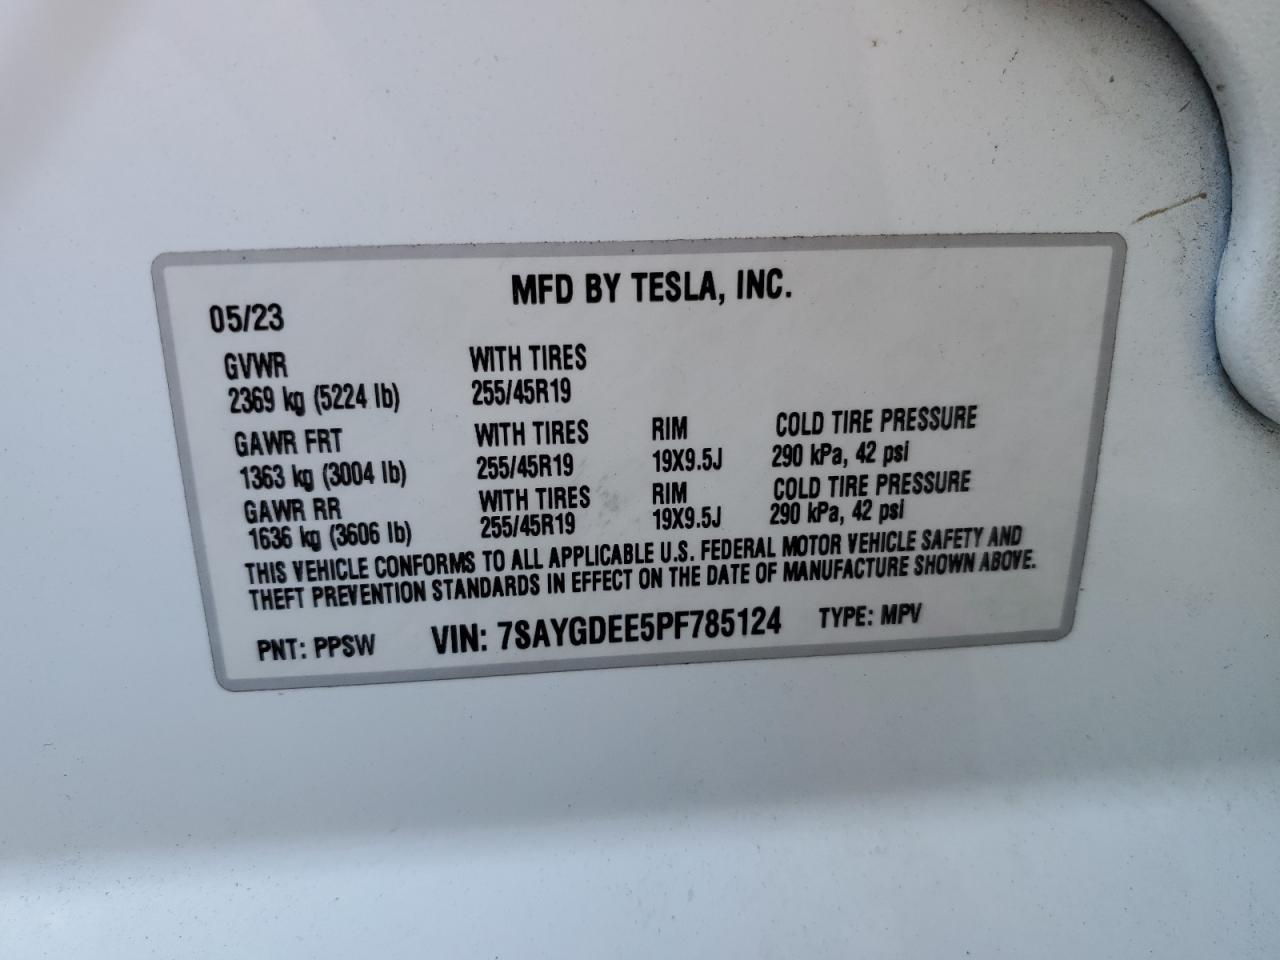 MFD BY TESLA, INC.
05/23
GVWR WITH TIRES
2369 kg (5224 lb) 255/45R19
GAWR FRT WITH TIRES RIM COLD TIRE PRESSURE
1363 kg (3004 lb) 255/45R19 19X9.5J 290 kPa, 42 psi
GAWR RR WITH TIRES RIM COLD TIRE PRESSURE
1636 kg (3606 lb) 255/45R19 19X9.5J 290 kPa, 42 psi
THIS VEHICLE CONFORMS TO ALL APPLICABLE U.S. FEDERAL MOTOR VEHICLE SAFETY AND
THEFT PREVENTION STANDARDS IN EFFECT ON THE DATE OF MANUFACTURE SHOWN ABOVE.
PNT: PPSW VIN: 7SAYGDEE5PF785124 TYPE: MPV